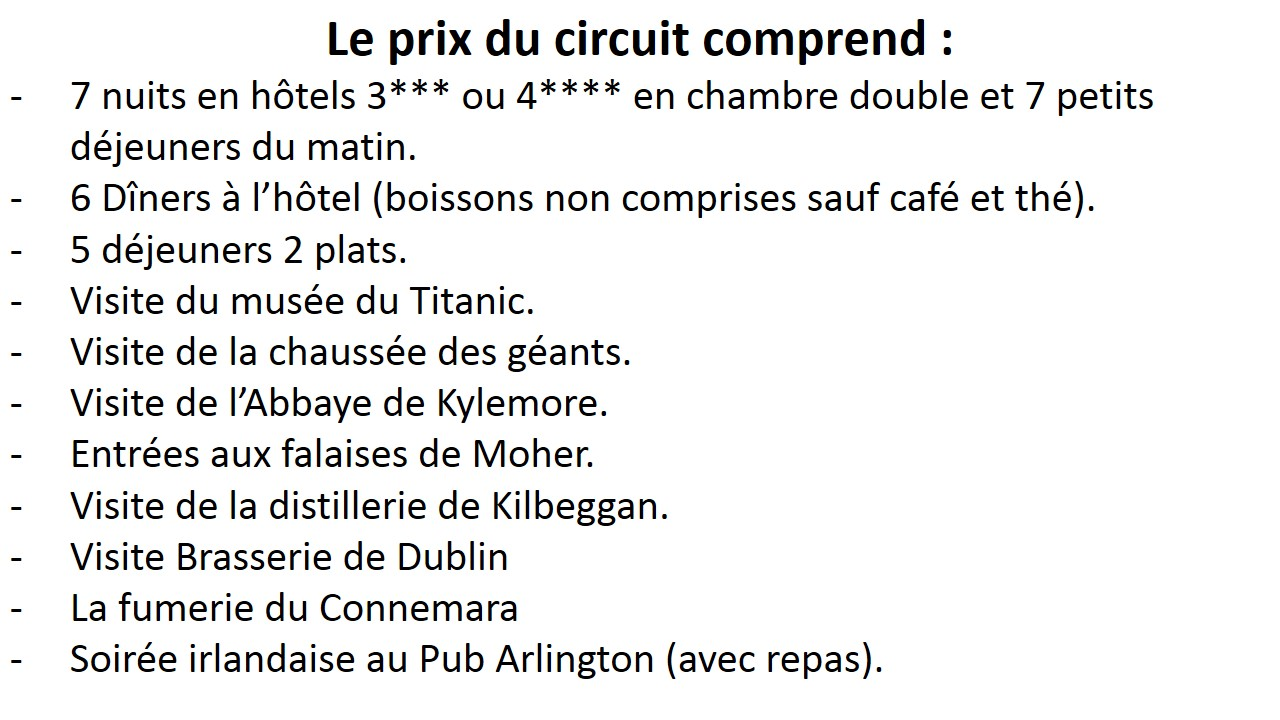 Le prix du circuit comprend :
- 7 nuits en hôtels 3*** ou 4**** en chambre double et 7 petits
déjeuners du matin.
- 6 Dîners à l’hôtel (boissons non comprises sauf café et thé).
- 5 déjeuners 2 plats.
- Visite du musée du Titanic.
- Visite de la chaussée des géants.
- Visite de l’Abbaye de Kylemore.
- Entrées aux falaises de Moher.
- Visite de la distillerie de Kilbeggan.
- Visite Brasserie de Dublin
- La fumerie du Connemara
- Soirée irlandaise au Pub Arlington (avec repas).